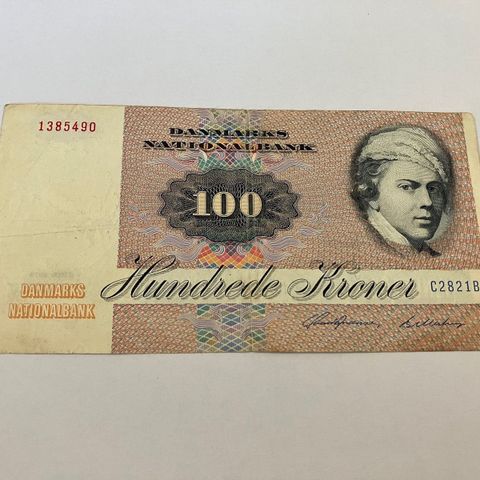 1385490
DANMARKS
NATIONALBANK
100
Hundrede Kroner
C2821B
DANMARKS
NATIONALBANK